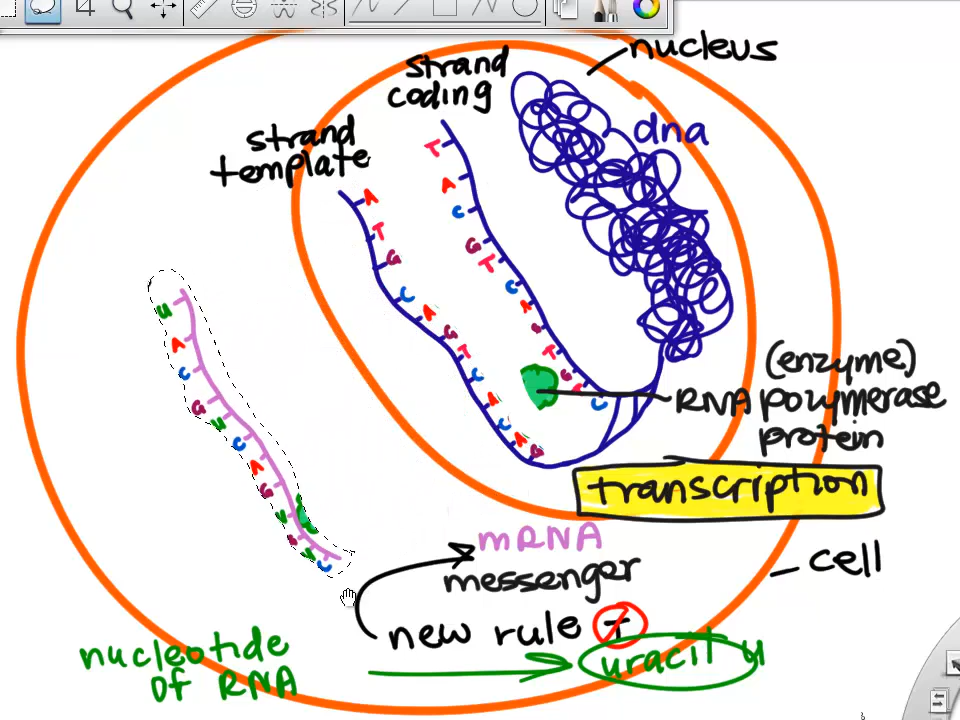 nucleus
strand
coding
dna
strand
template
T
A
C
G
T
C
A
G
T
G
C
A
T
G
C
A
G
T
C
A
C
A
G
u
A
C
G
u
C
A
G
u
G
u
C
(enzyme)
RNA polymerase
protein
transcription
mRNA
messenger
cell
new rule T
nucleotide
of RNA
uracil u